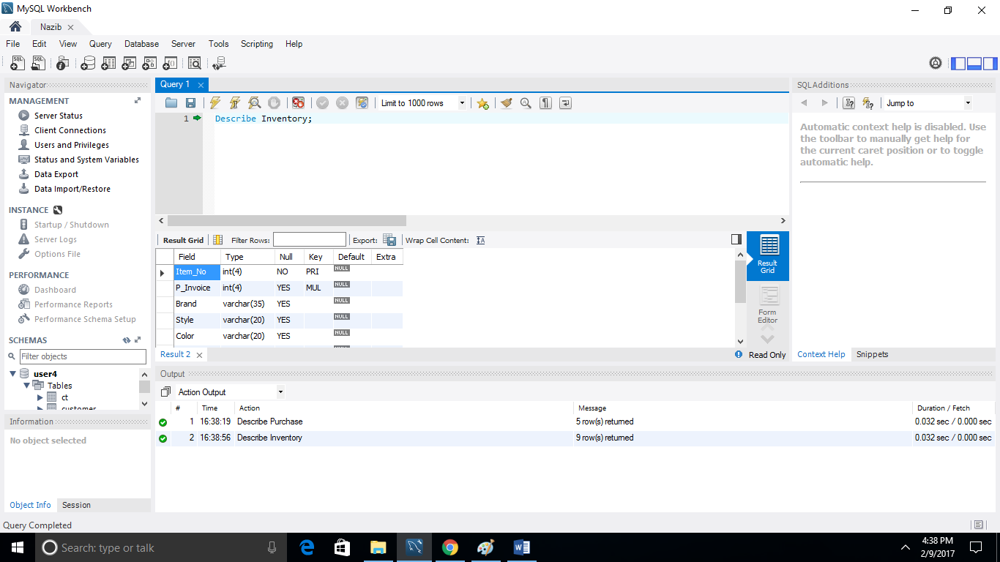 MySQL Workbench
Nazib
File Edit View Query Database Server Tools Scripting Help
Navigator
MANAGEMENT
Server Status
Client Connections
Users and Privileges
Status and System Variables
Data Export
Data Import/Restore
INSTANCE
Startup / Shutdown
Server Logs
Options File
PERFORMANCE
Dashboard
Performance Reports
Performance Schema Setup
SCHEMAS
Filter objects
user4
Tables
ct
customer
Information
No object selected
Object Info Session
Query Completed
Query 1
Limit to 1000 rows
1 Describe Inventory;
Result Grid Filter Rows: Export: Wrap Cell Content:
Field Type Null Key Default Extra
Item_No int(4) NO PRI NULL
P_Invoice int(4) YES MUL NULL
Brand varchar(35) YES NULL
Style varchar(20) YES NULL
Color varchar(20) YES NULL
Result
Grid
Form
Editor
Result 2 Read Only
Output
Action Output
# Time Action Message Duration / Fetch
1 16:38:19 Describe Purchase 5 row(s) returned 0.032 sec / 0.000 sec
2 16:38:56 Describe Inventory 9 row(s) returned 0.032 sec / 0.000 sec
SQLAdditions
Jump to
Automatic context help is disabled. Use
the toolbar to manually get help for
the current caret position or to toggle
automatic help.
Context Help Snippets
Search: type or talk
4:38 PM
2/9/2017